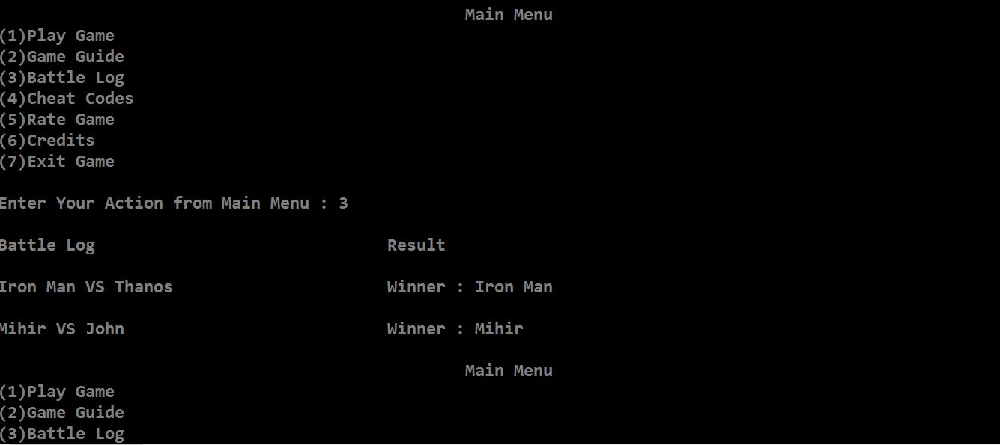 Main Menu
(1)Play Game
(2)Game Guide
(3)Battle Log
(4)Cheat Codes
(5)Rate Game
(6)Credits
(7)Exit Game
Enter Your Action from Main Menu : 3
Battle Log Result
Iron Man VS Thanos Winner : Iron Man
Mihir VS John Winner : Mihir
Main Menu
(1)Play Game
(2)Game Guide
(3)Battle Log